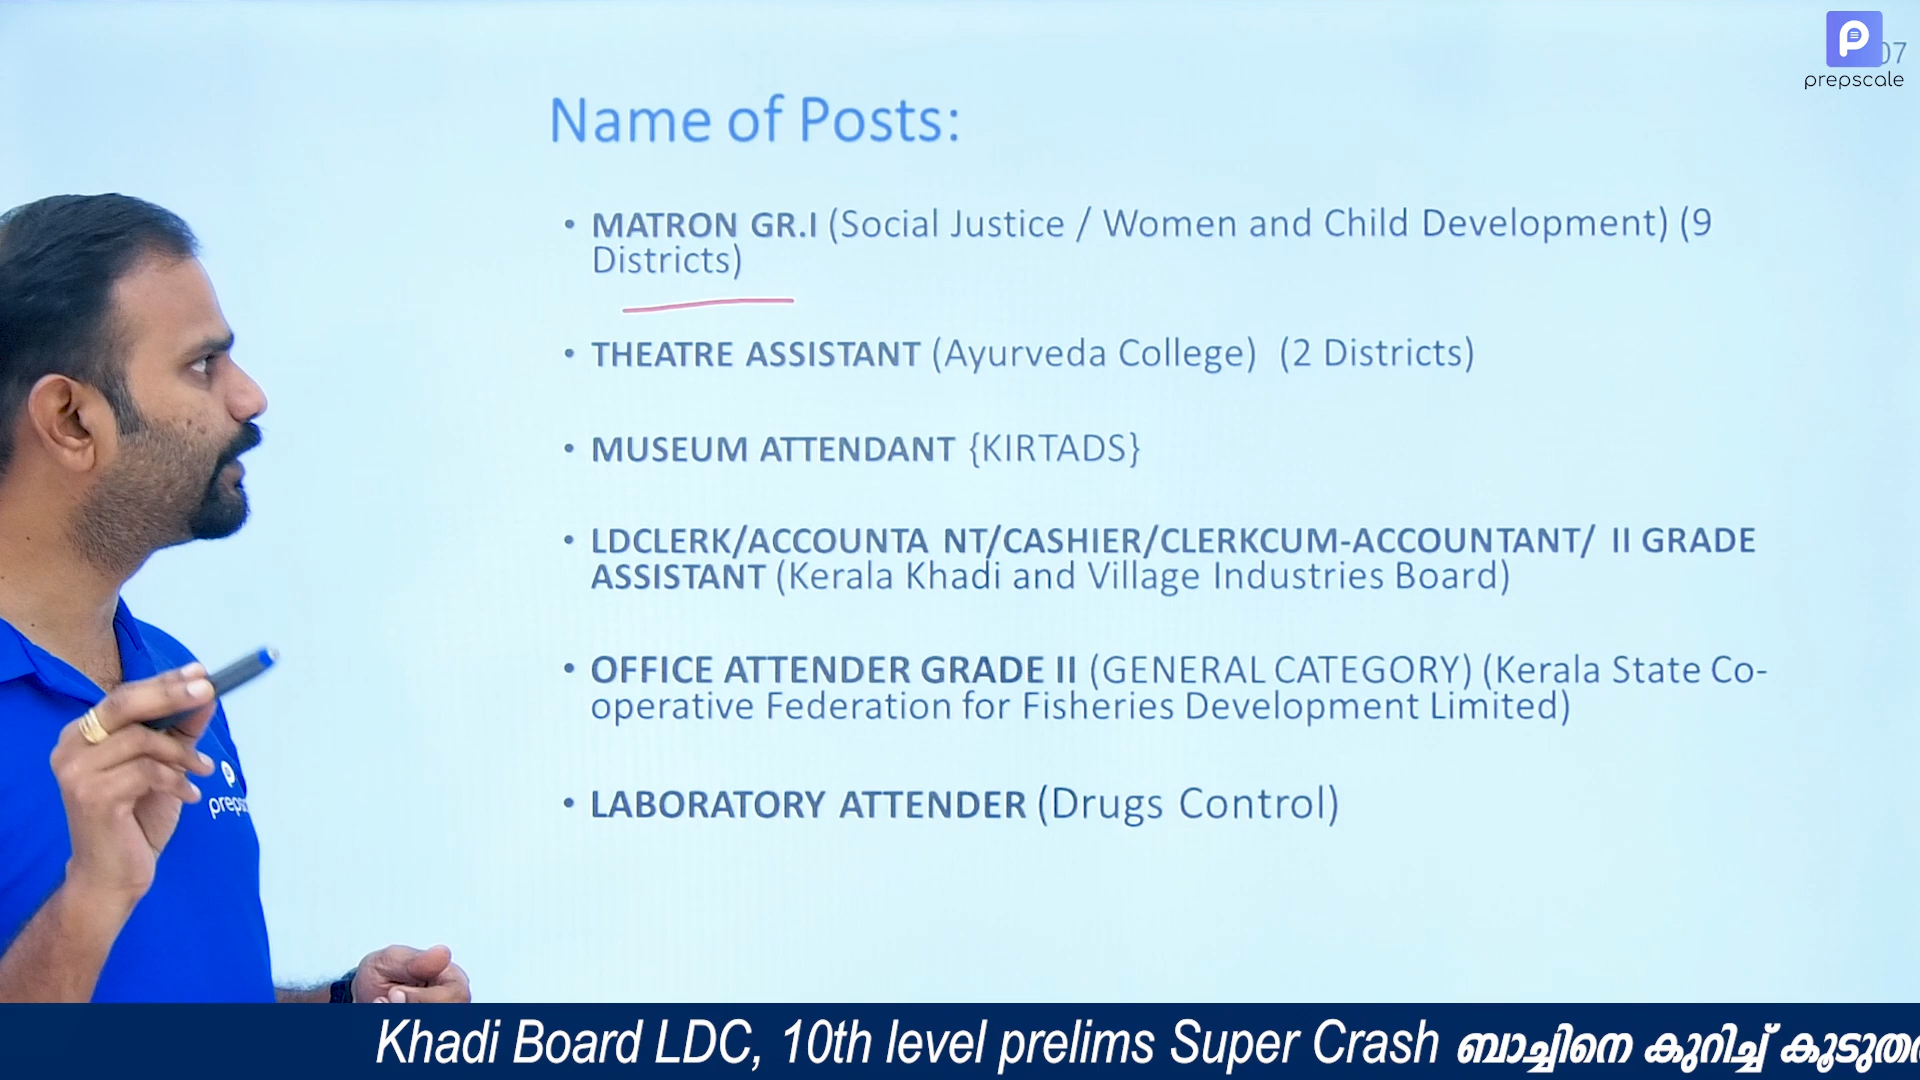 prepscale
07
Name of Posts:
• MATRON GR.I (Social Justice / Women and Child Development) (9
Districts)
• THEATRE ASSISTANT (Ayurveda College) (2 Districts)
• MUSEUM ATTENDANT {KIRTADS}
• LDCLERK/ACCOUNTA NT/CASHIER/CLERKCUM-ACCOUNTANT/ II GRADE
ASSISTANT (Kerala Khadi and Village Industries Board)
• OFFICE ATTENDER GRADE II (GENERAL CATEGORY) (Kerala State Co-
operative Federation for Fisheries Development Limited)
• LABORATORY ATTENDER (Drugs Control)
Khadi Board LDC, 10th level prelims Super Crash ബാച്ചിനെ കുറിച്ച്